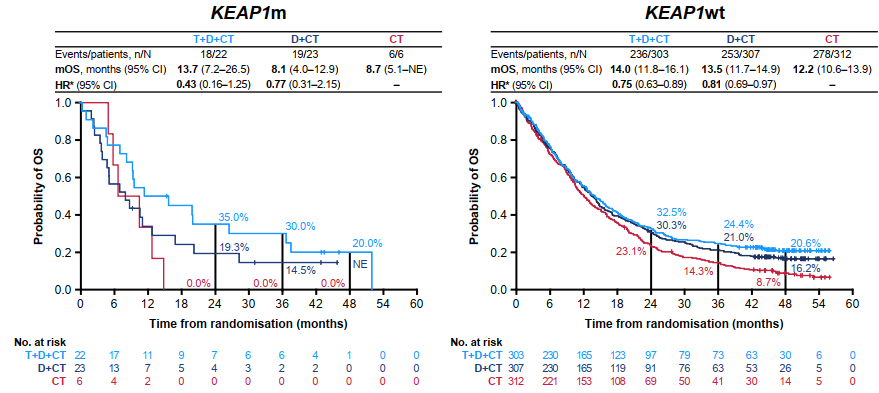 KEAP1m
T+D+CT D+CT CT
Events/patients, n/N 18/22 19/23 6/6
mOS, months (95% CI) 13.7 (7.2–26.5) 8.1 (4.0–12.9) 8.7 (5.1–NE)
HR* (95% CI) 0.43 (0.16–1.25) 0.77 (0.31–2.15) –
Probability of OS
1.0
0.8
0.6
0.4
0.2
0.0
35.0%
30.0%
20.0%
19.3%
14.5%
NE
0.0% 0.0% 0.0%
0 6 12 18 24 30 36 42 48 54 60
Time from randomisation (months)
No. at risk
T+D+CT 22 17 11 9 7 6 6 4 1 0 0
D+CT 23 13 7 5 4 3 2 2 0 0 0
CT 6 4 2 0 0 0 0 0 0 0 0
KEAP1wt
T+D+CT D+CT CT
Events/patients, n/N 236/303 253/307 278/312
mOS, months (95% CI) 14.0 (11.8–16.1) 13.5 (11.7–14.9) 12.2 (10.6–13.9)
HR* (95% CI) 0.75 (0.63–0.89) 0.81 (0.69–0.97) –
Probability of OS
1.0
0.8
0.6
0.4
0.2
0.0
32.5%
30.3%
23.1%
24.4%
21.0%
14.3%
20.6%
16.2%
8.7%
0 6 12 18 24 30 36 42 48 54 60
Time from randomisation (months)
No. at risk
T+D+CT 303 230 165 123 97 79 73 63 30 6 0
D+CT 307 230 165 119 91 76 63 53 26 5 0
CT 312 221 153 108 69 50 41 30 14 5 0